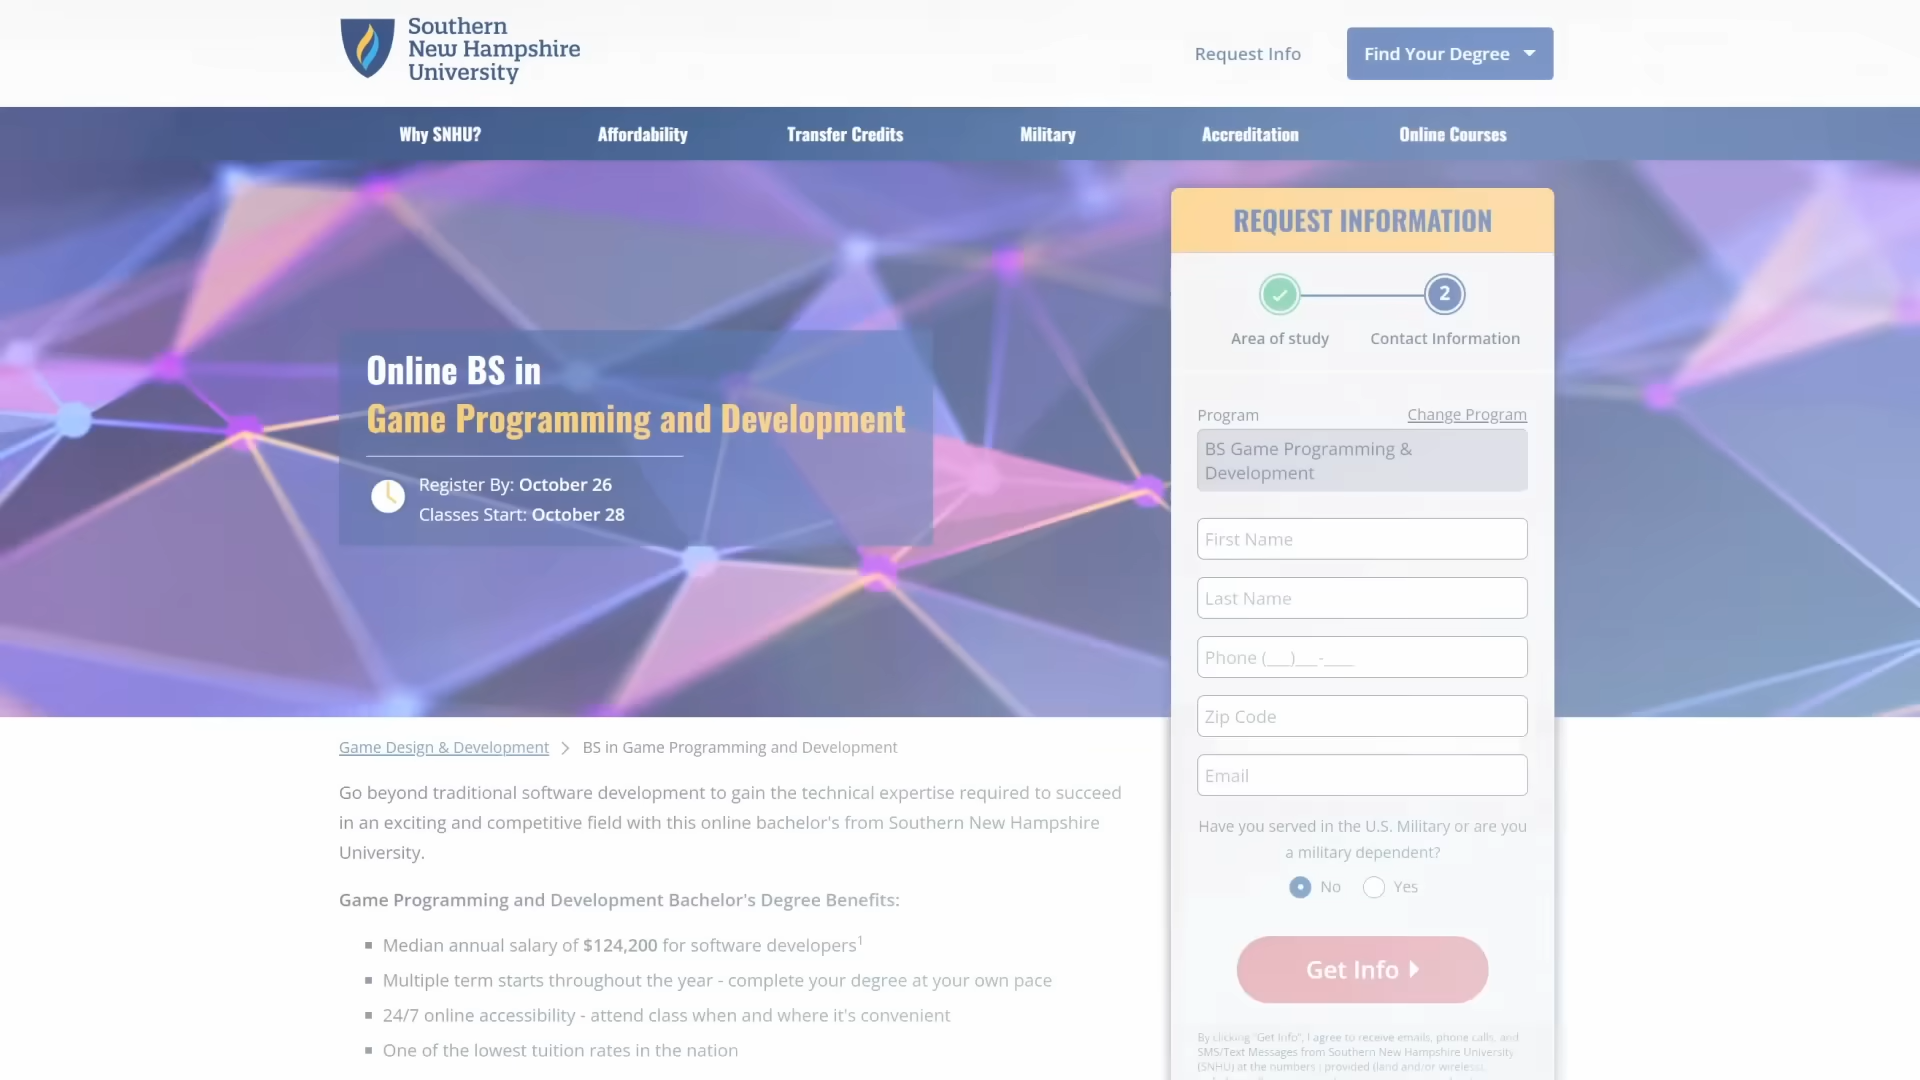 Southern
New Hampshire
University
Request Info
Find Your Degree
Why SNHU?
Affordability
Transfer Credits
Military
Accreditation
Online Courses
Online BS in
Game Programming and Development
Register By: October 26
Classes Start: October 28
REQUEST INFORMATION
2
Area of study
Contact Information
Program
Change Program
BS Game Programming &
Development
First Name
Last Name
Phone (___)___-____
Zip Code
Email
Have you served in the U.S. Military or are you
a military dependent?
No
Yes
Get Info
By clicking "Get Info", I agree to receive emails, phone calls, and
SMS/Text Messages from Southern New Hampshire University
(SNHU) at the numbers I provided (land and/or wireless),
Game Design & Development
BS in Game Programming and Development
Go beyond traditional software development to gain the technical expertise required to succeed
in an exciting and competitive field with this online bachelor's from Southern New Hampshire
University.
Game Programming and Development Bachelor's Degree Benefits:
Median annual salary of $124,200 for software developers1
Multiple term starts throughout the year - complete your degree at your own pace
24/7 online accessibility - attend class when and where it's convenient
One of the lowest tuition rates in the nation